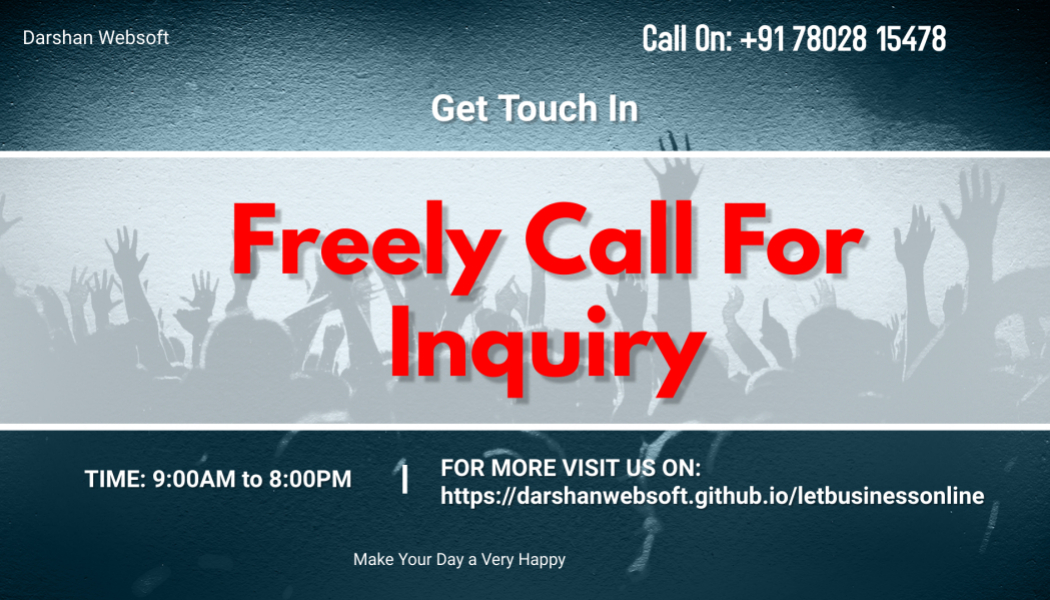 Darshan Websoft
Call On: +91 78028 15478
Get Touch In
Freely Call For
Inquiry
TIME: 9:00AM to 8:00PM
|
FOR MORE VISIT US ON:
https://darshanwebsoft.github.io/letbusinessonline
Make Your Day a Very Happy